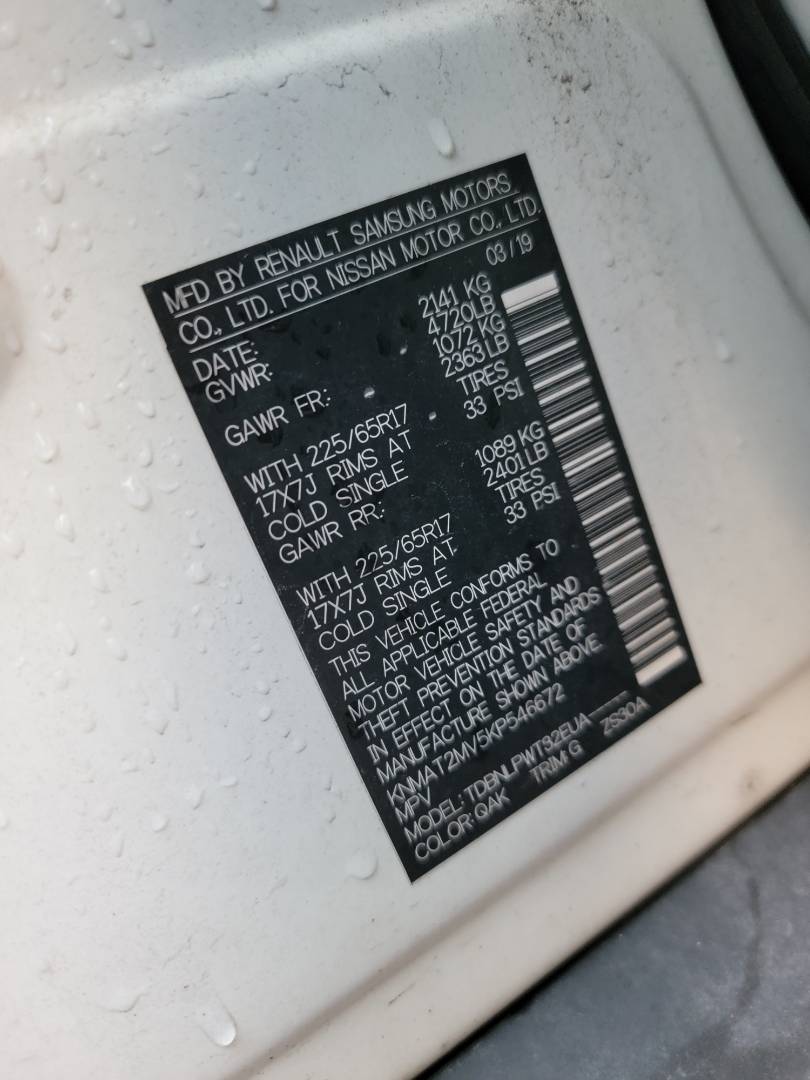 MFD BY RENAULT SAMSUNG MOTORS
CO., LTD. FOR NISSAN MOTOR CO., LTD.
DATE: 03/19
GVWR: 2141 KG
4720LB
GAWR FR: 1072 KG
2363 LB
WITH 225/65R17 TIRES
17X7J RIMS AT 33 PSI
COLD SINGLE
GAWR RR: 1089 KG
2401 LB
WITH 225/65R17 TIRES
17X7J RIMS AT 33 PSI
COLD SINGLE
THIS VEHICLE CONFORMS TO
ALL APPLICABLE FEDERAL
MOTOR VEHICLE SAFETY AND
THEFT PREVENTION STANDARDS
IN EFFECT ON THE DATE OF
MANUFACTURE SHOWN ABOVE.
KNMAT2MV5KP546672
MPV
MODEL: TDBNLPWT32EUA
COLOR: QAK TRIM: G ZS30A